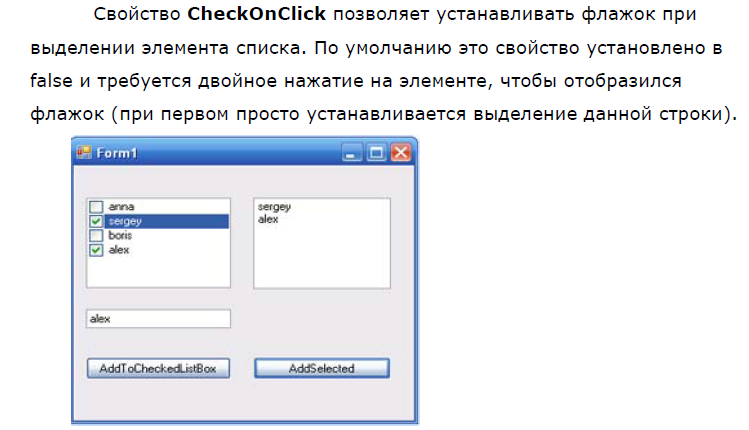 Свойство CheckOnClick позволяет устанавливать флажок при
выделении элемента списка. По умолчанию это свойство установлено в
false и требуется двойное нажатие на элементе, чтобы отобразился
флажок (при первом просто устанавливается выделение данной строки).
Form1
anna
sergey
boris
alex
sergey
alex
alex
AddToCheckedListBox
AddSelected